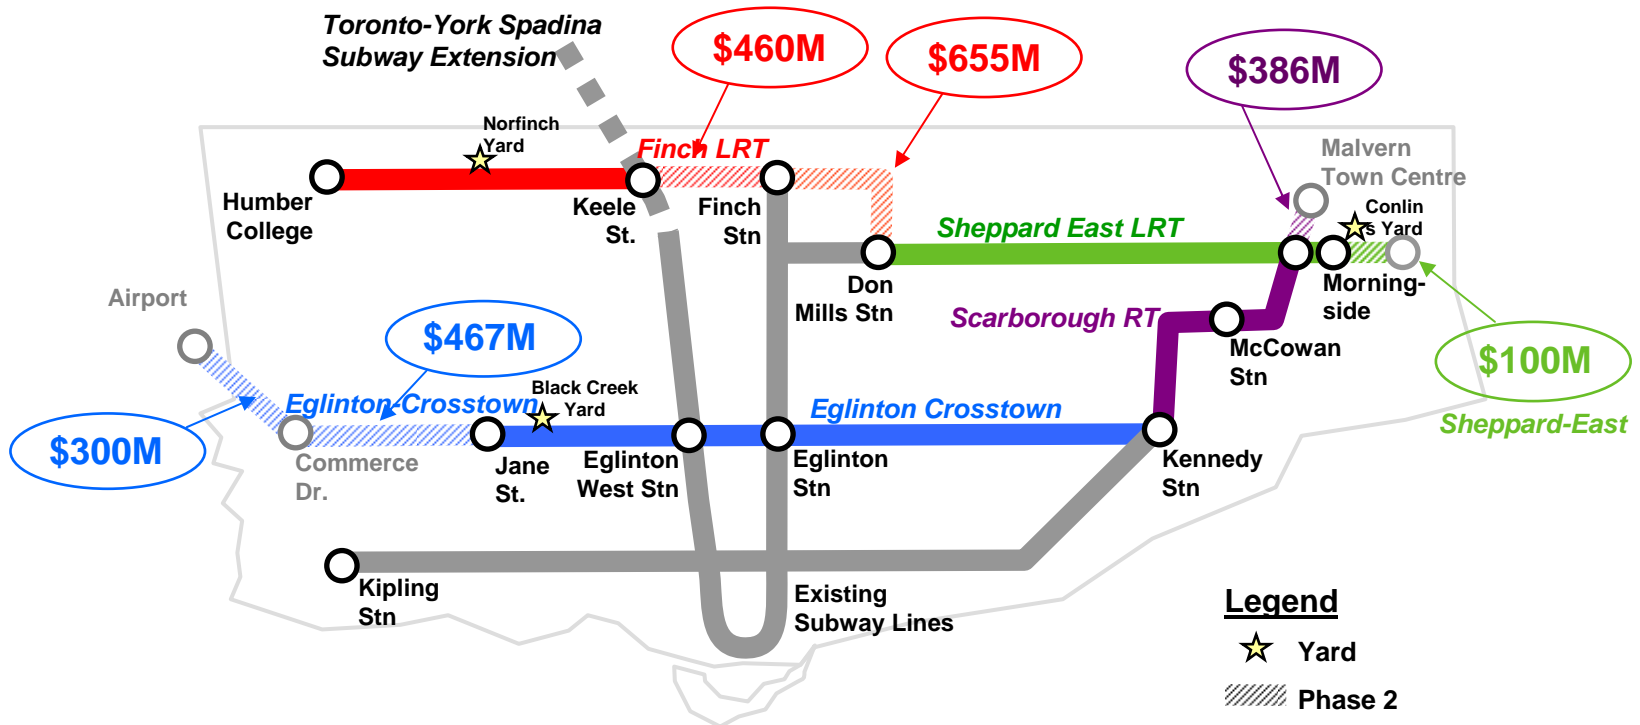 Toronto-York Spadina
Subway Extension
$460M
$655M
$386M
Norfinch
Yard
Finch LRT
Malvern
Town Centre
Humber
College
Keele
St.
Finch
Stn
Sheppard East LRT
Conlin
s Yard
Don
Mills Stn
Morning-
side
Airport
Scarborough RT
McCowan
Stn
$467M
$100M
Sheppard-East
Black Creek
Yard
Eglinton-Crosstown
Eglinton Crosstown
$300M
Commerce
Dr.
Jane
St.
Eglinton
West Stn
Eglinton
Stn
Kennedy
Stn
Kipling
Stn
Existing
Subway Lines
Legend
Yard
Phase 2